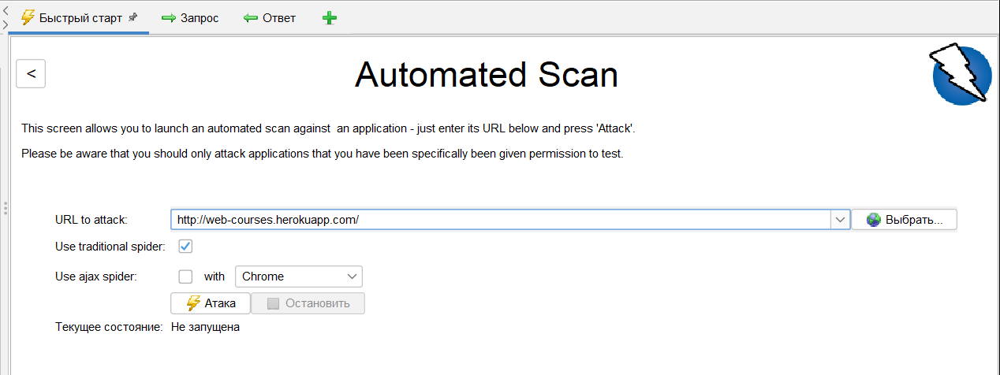 Быстрый старт Запрос Ответ
<
Automated Scan
This screen allows you to launch an automated scan against  an application - just enter its URL below and press 'Attack'.
Please be aware that you should only attack applications that you have been specifically been given permission to test.
URL to attack: http://web-courses.herokuapp.com/ Выбрать...
Use traditional spider:
Use ajax spider: with Chrome
Атака Остановить
Текущее состояние: Не запущена